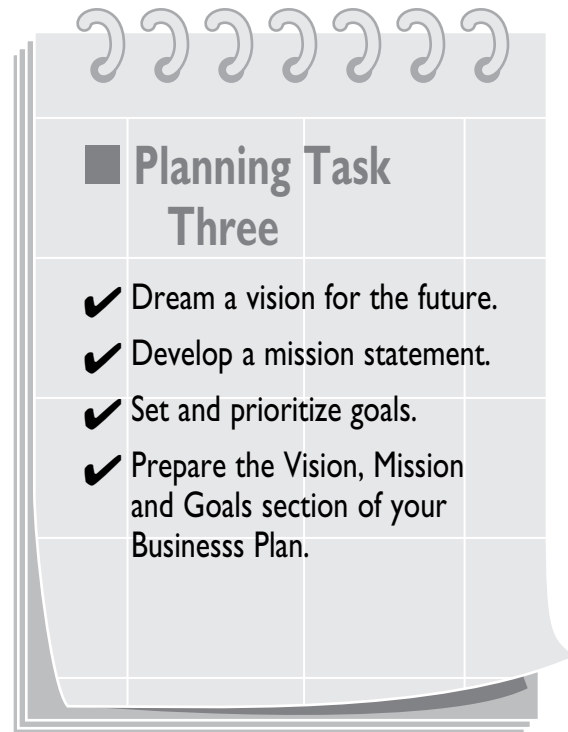 ■ Planning Task
Three
✔ Dream a vision for the future.
✔ Develop a mission statement.
✔ Set and prioritize goals.
✔ Prepare the Vision, Mission
and Goals section of your
Businesss Plan.